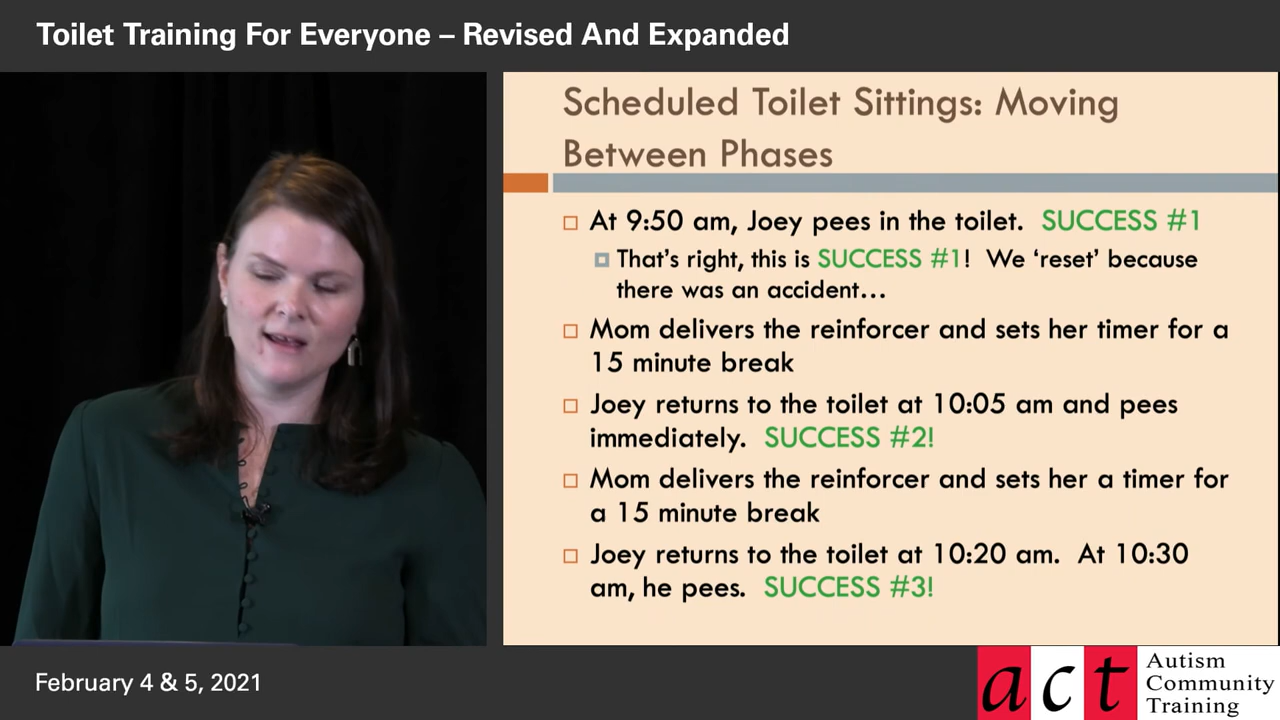 Toilet Training For Everyone – Revised And Expanded
Scheduled Toilet Sittings: Moving
Between Phases
At 9:50 am, Joey pees in the toilet. SUCCESS #1
That's right, this is SUCCESS #1! We 'reset' because
there was an accident...
Mom delivers the reinforcer and sets her timer for a
15 minute break
Joey returns to the toilet at 10:05 am and pees
immediately. SUCCESS #2!
Mom delivers the reinforcer and sets her a timer for
a 15 minute break
Joey returns to the toilet at 10:20 am. At 10:30
am, he pees. SUCCESS #3!
February 4 & 5, 2021
act
Autism
Community
Training